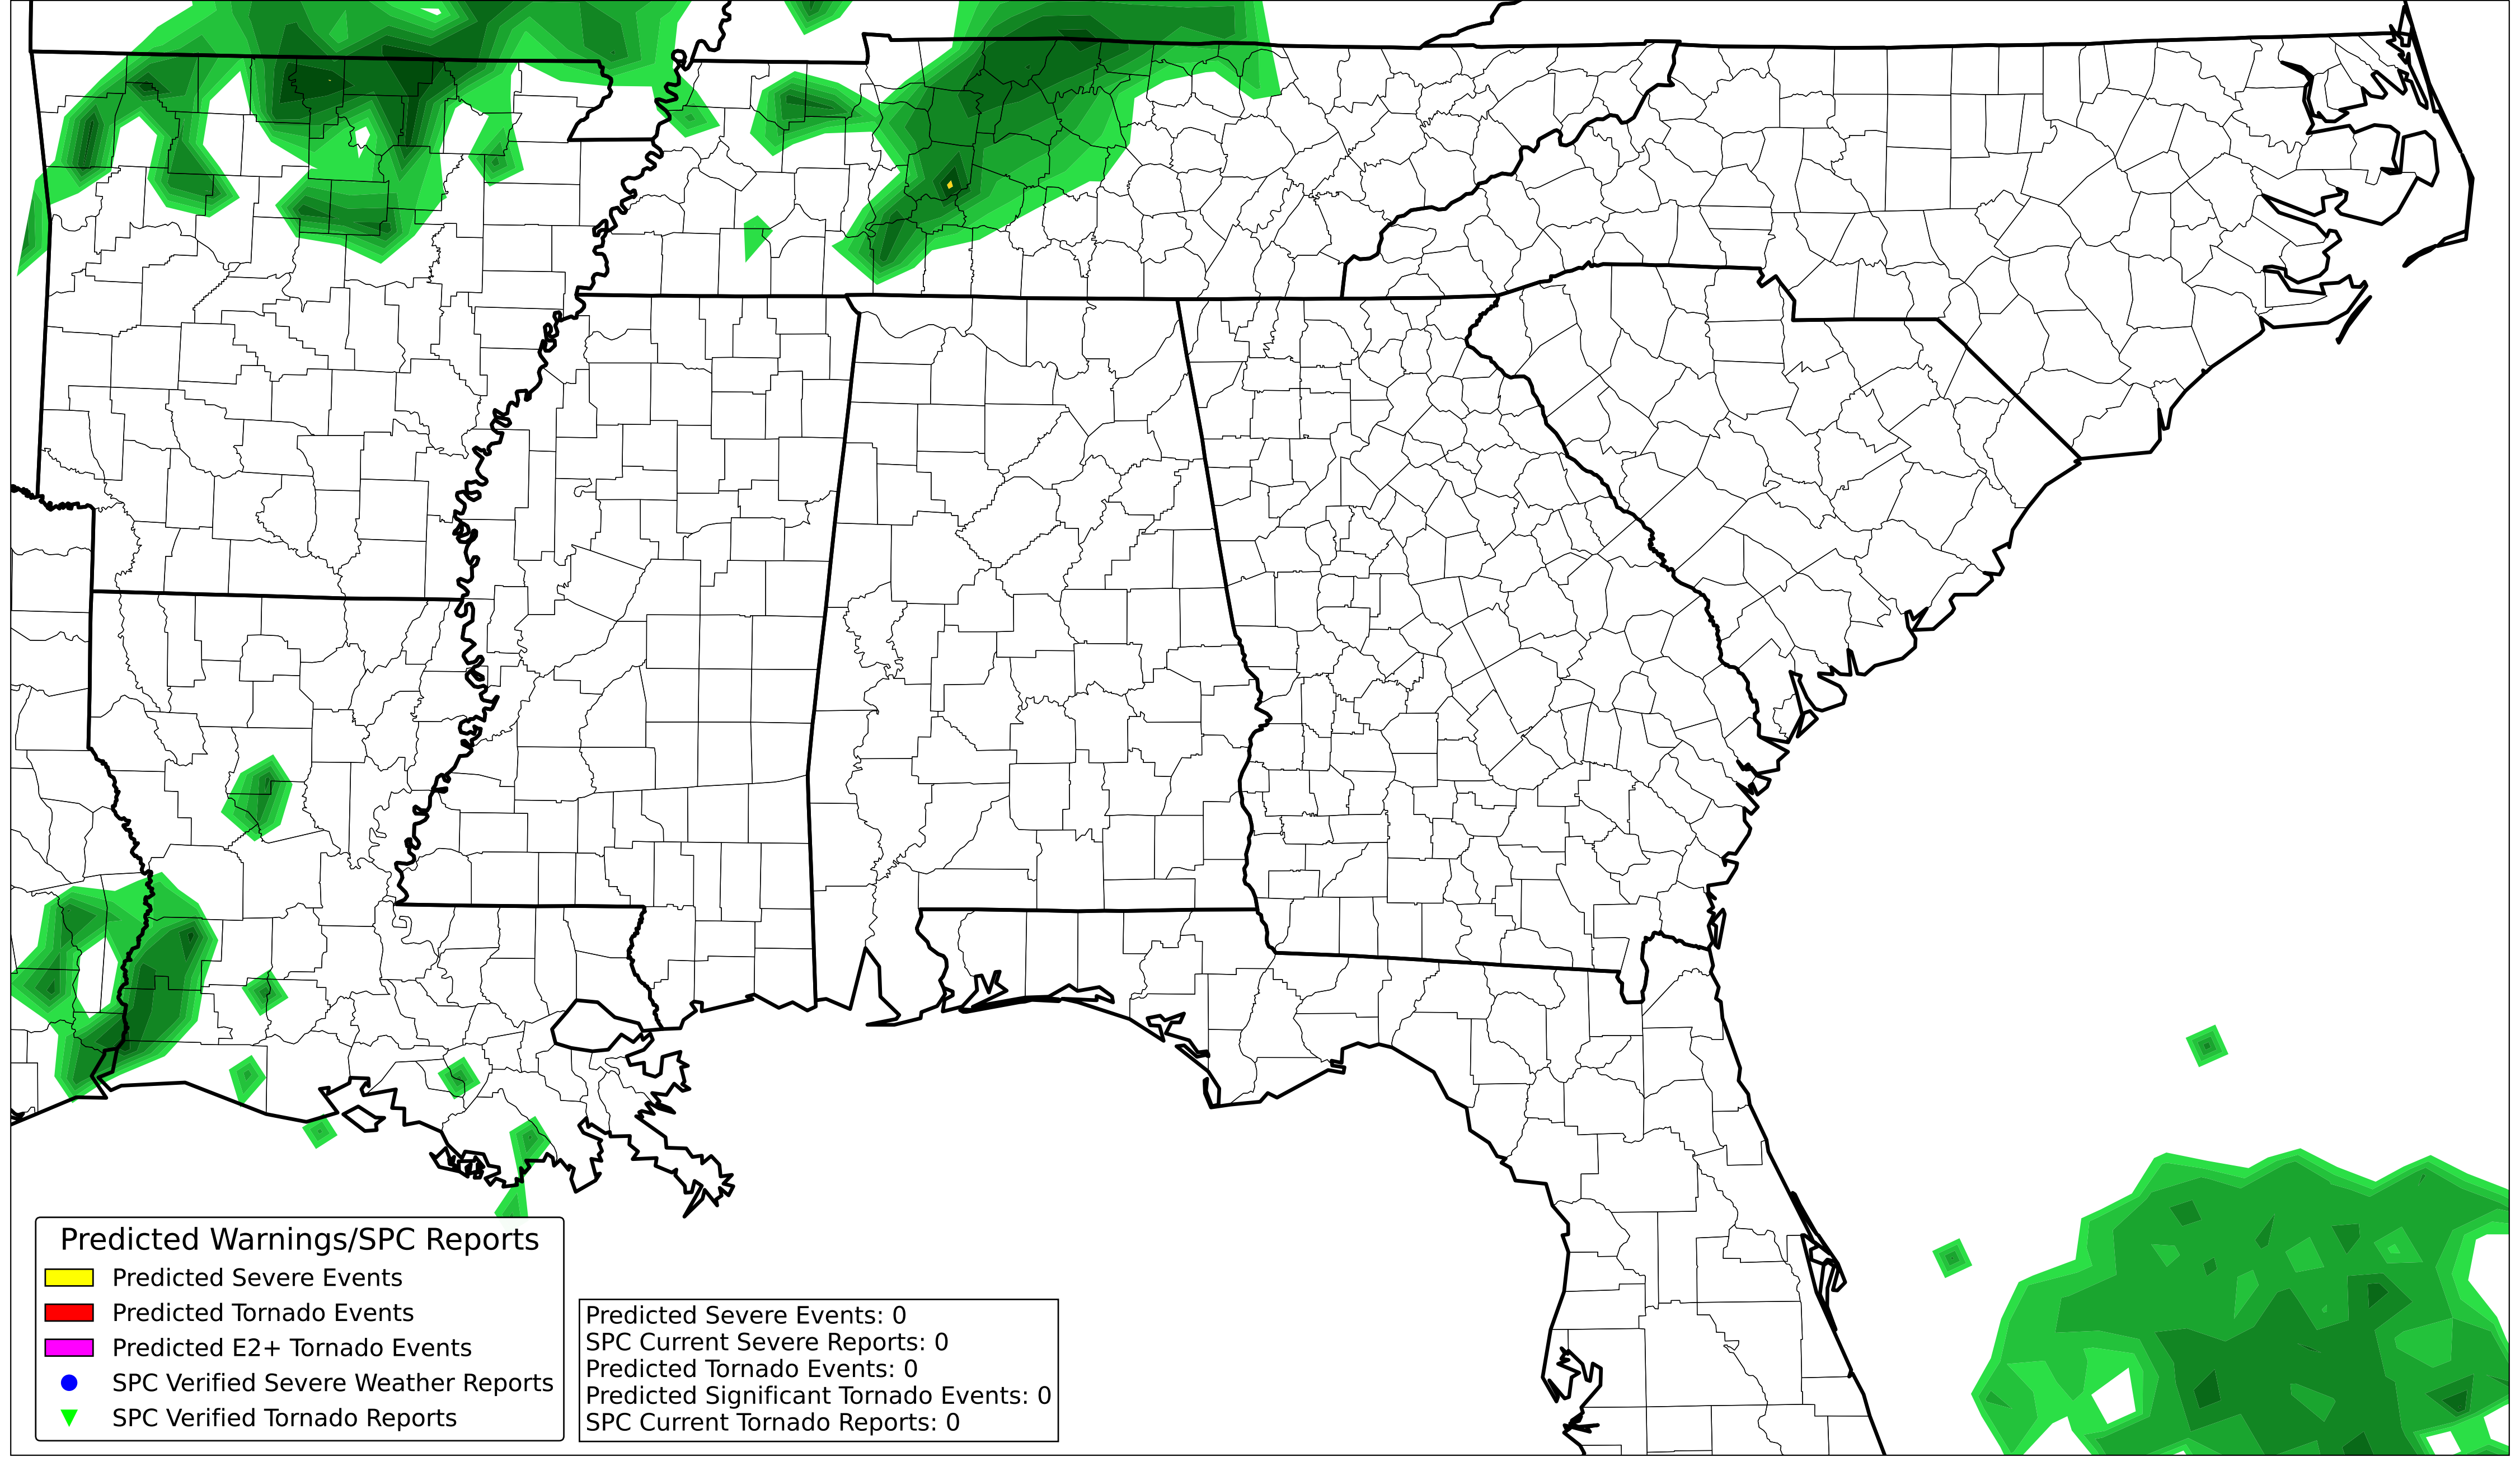 Predicted Warnings/SPC Reports
Predicted Severe Events
Predicted Tornado Events
Predicted E2+ Tornado Events
SPC Verified Severe Weather Reports
SPC Verified Tornado Reports
Predicted Severe Events: 0
SPC Current Severe Reports: 0
Predicted Tornado Events: 0
Predicted Significant Tornado Events: 0
SPC Current Tornado Reports: 0